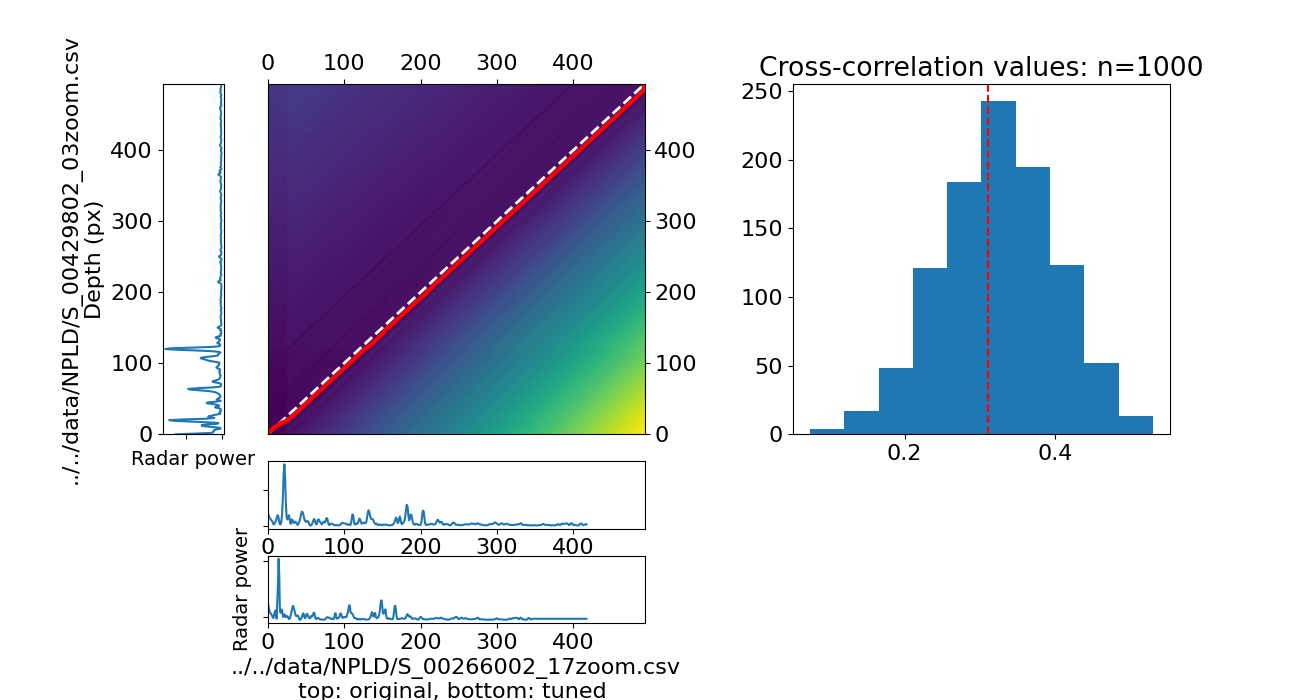 ../../data/NPLD/S_00429802_03zoom.csv
Depth (px)
0 100 200 300 400
400
300
200
100
0
400
300
200
100
0
Radar power
Cross-correlation values: n=1000
250
200
150
100
50
0
0.2 0.4
0 100 200 300 400
Radar power
0 100 200 300 400
../../data/NPLD/S_00266002_17zoom.csv
top: original, bottom: tuned